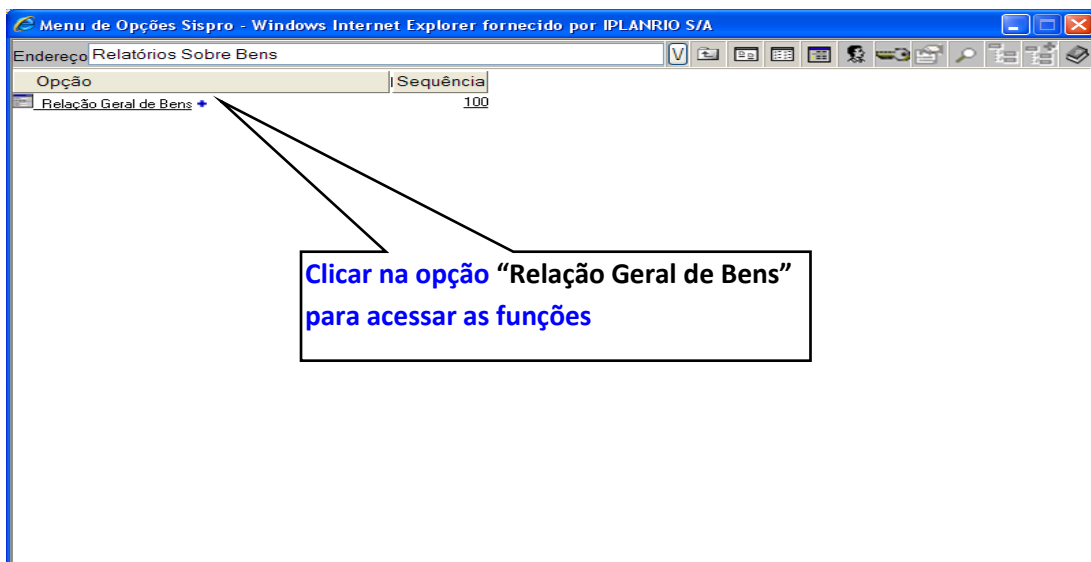 Menu de Opções Sispro - Windows Internet Explorer fornecido por IPLANRIO S/A
Endereço Relatórios Sobre Bens V
Opção Sequência
Relação Geral de Bens + 100
Clicar na opção “Relação Geral de Bens”
para acessar as funções